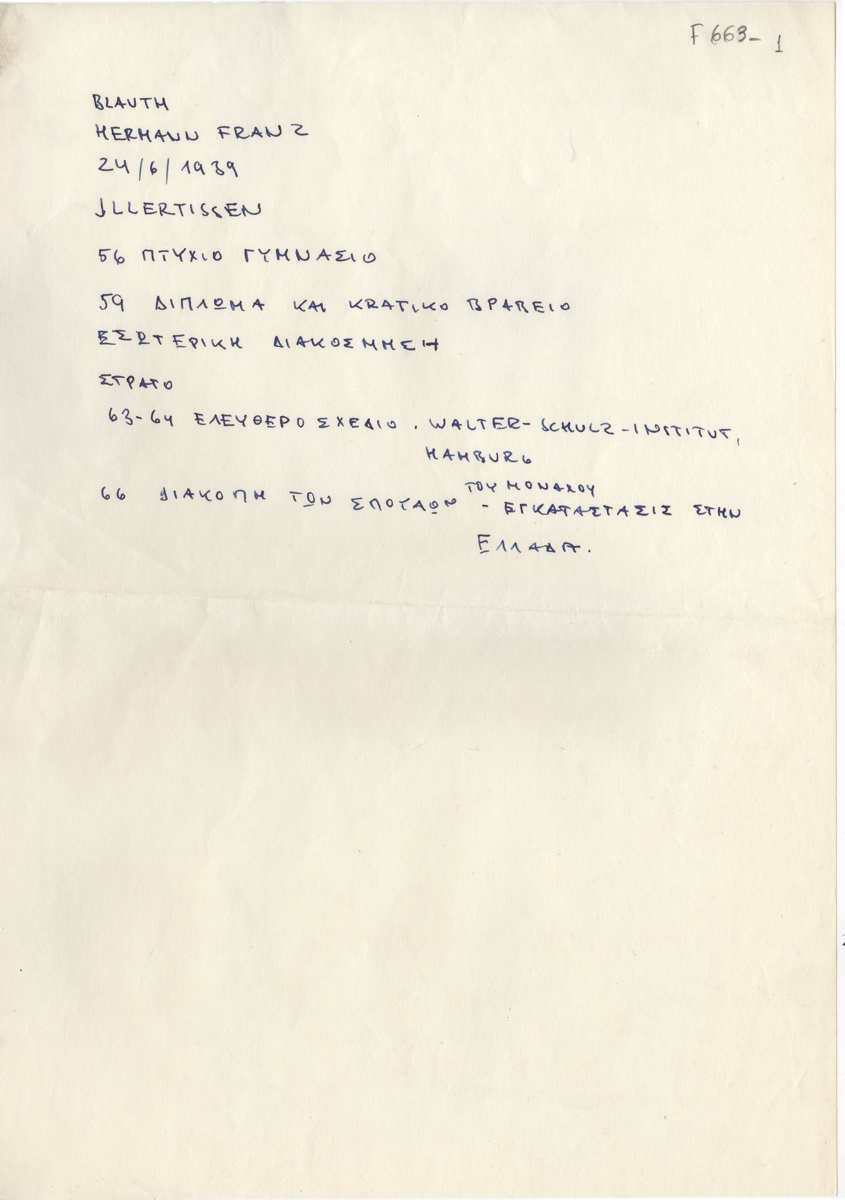 F 663- 1
BLAUTH
HERMANN FRANZ
24/6/1939
JLLERTISSEN
56 ΠΤΥΧΙΟ ΓΥΜΝΑΣΙΟ
59 ΔΙΠΛΩΜΑ ΚΑΙ ΚRΑΤΙΚΟ ΒΡΑΒΕΙΟ
ΕΣΩΤΕΡΙΚΗ ΔΙΑΚΟΣΜΗΣΗ
ΣΤΡΑΤΟ
63-64 ΕΛΕΥΘΕΡΟ ΣΧΕΔΙΟ. WALTER-SCHULZ-INSTITUT,
HAMBURG
ΤΟΥ ΜΟΝΑΧΟΥ
66 ΔΙΑΚΟΠΗ ΤΩΝ ΣΠΟΥΔΩΝ - ΕΓΚΑΤΑΣΤΑΣΙΣ ΣΤΗΝ
ΕΛΛΑΔΑ.